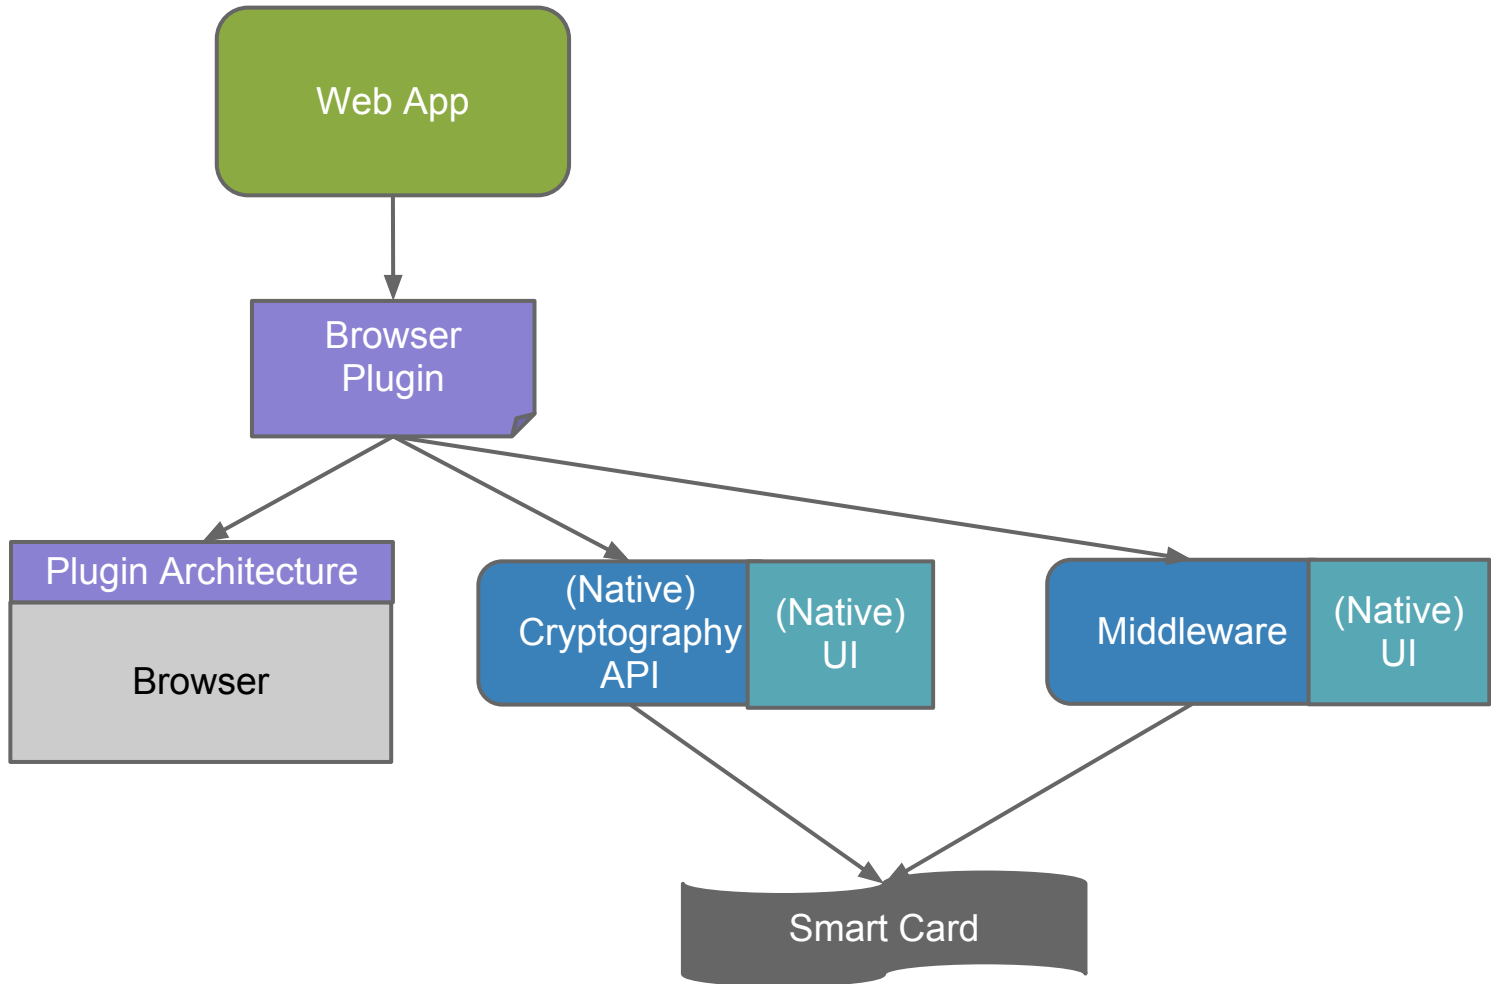 Web App
Browser
Plugin
Plugin Architecture
Browser
(Native)
Cryptography
API
(Native)
UI
Middleware
(Native)
UI
Smart Card